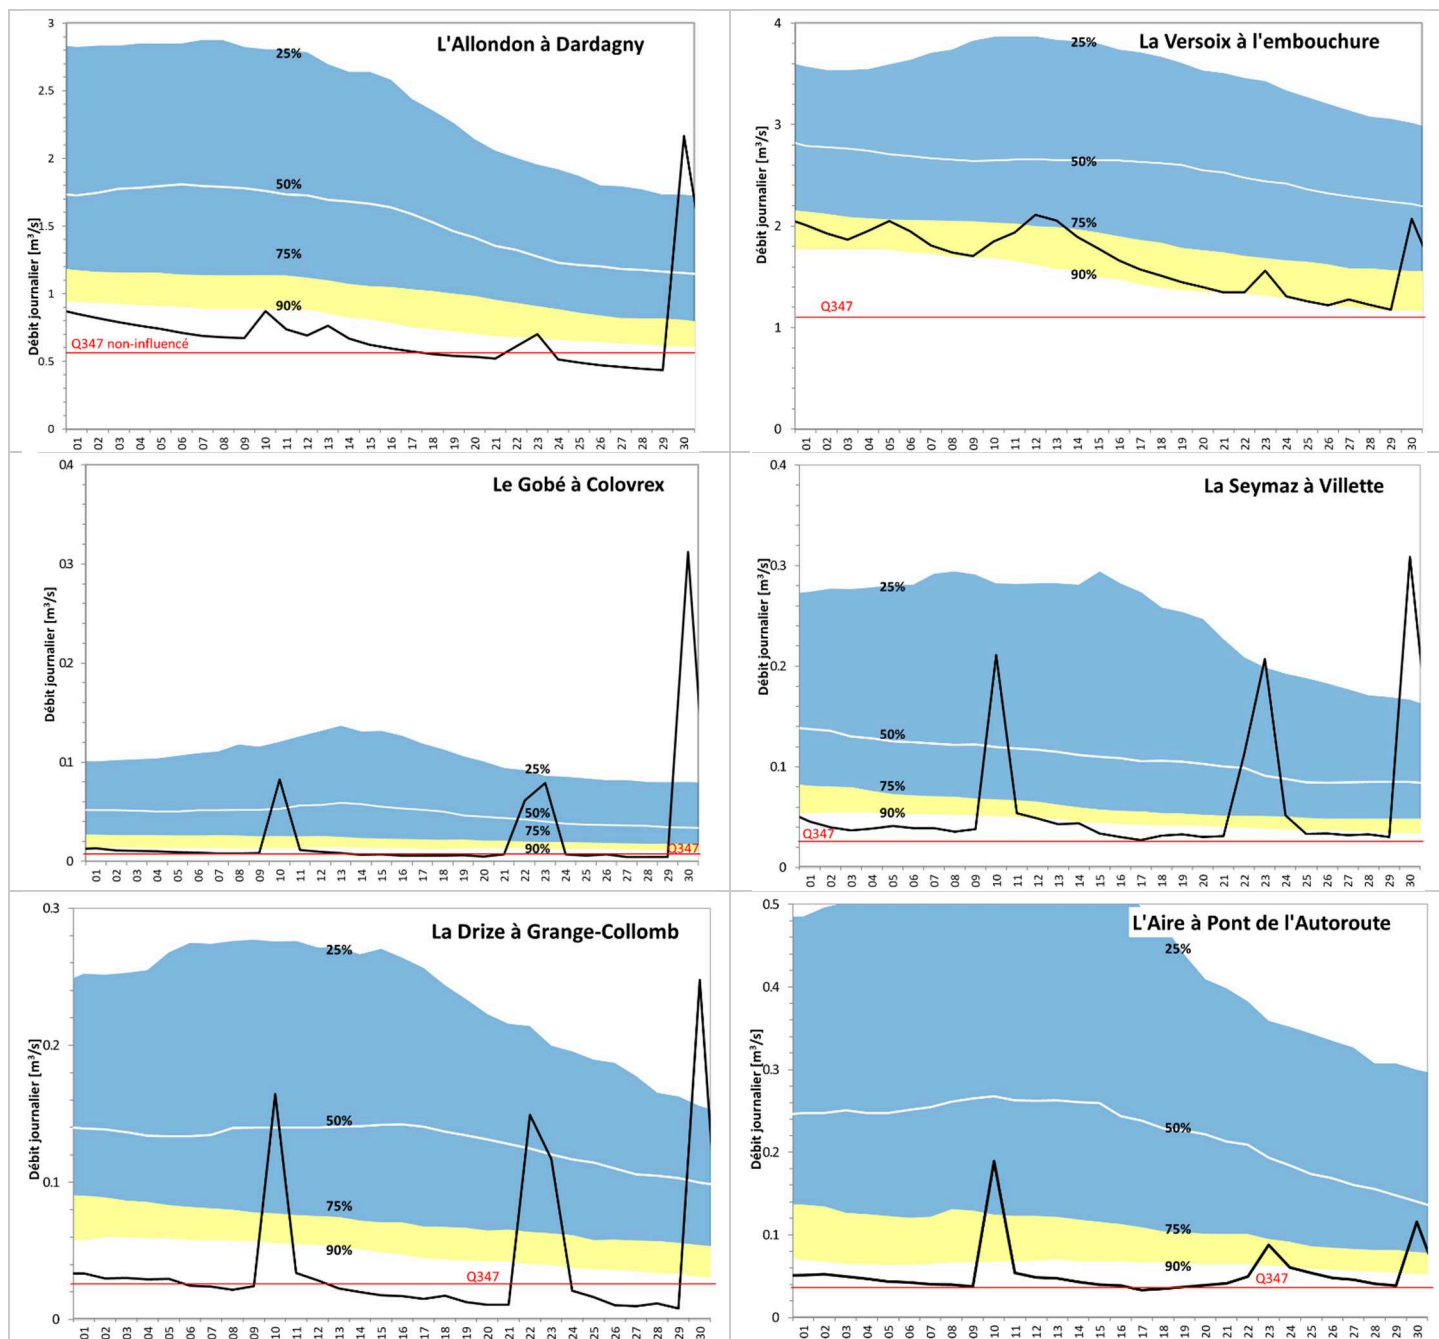 L'Allondon à Dardagny
Débit journalier [m³/s]
3
2.5
2
1.5
1
0.5
0
25%
50%
75%
90%
Q347 non-influencé
01 02 03 04 05 06 07 08 09 10 11 12 13 14 15 16 17 18 19 20 21 22 23 24 25 26 27 28 29 30
La Versoix à l'embouchure
Débit journalier [m³/s]
4
3
2
1
0
25%
50%
75%
90%
Q347
01 02 03 04 05 06 07 08 09 10 11 12 13 14 15 16 17 18 19 20 21 22 23 24 25 26 27 28 29 30
Le Gobé à Colovrex
Débit journalier [m³/s]
0.4
0.3
0.2
0.1
0
25%
50%
75%
90%
Q347
01 02 03 04 05 06 07 08 09 10 11 12 13 14 15 16 17 18 19 20 21 22 23 24 25 26 27 28 29 30
La Seymaz à Villette
Débit journalier [m³/s]
0.4
0.3
0.2
0.1
0
25%
50%
75%
90%
Q347
01 02 03 04 05 06 07 08 09 10 11 12 13 14 15 16 17 18 19 20 21 22 23 24 25 26 27 28 29 30
La Drize à Grange-Collomb
Débit journalier [m³/s]
0.3
0.2
0.1
0
25%
50%
75%
90%
Q347
01 02 03 04 05 06 07 08 09 10 11 12 13 14 15 16 17 18 19 20 21 22 23 24 25 26 27 28 29 30
L'Aire à Pont de l'Autoroute
Débit journalier [m³/s]
0.5
0.4
0.3
0.2
0.1
0
25%
50%
75%
90%
Q347
01 02 03 04 05 06 07 08 09 10 11 12 13 14 15 16 17 18 19 20 21 22 23 24 25 26 27 28 29 30